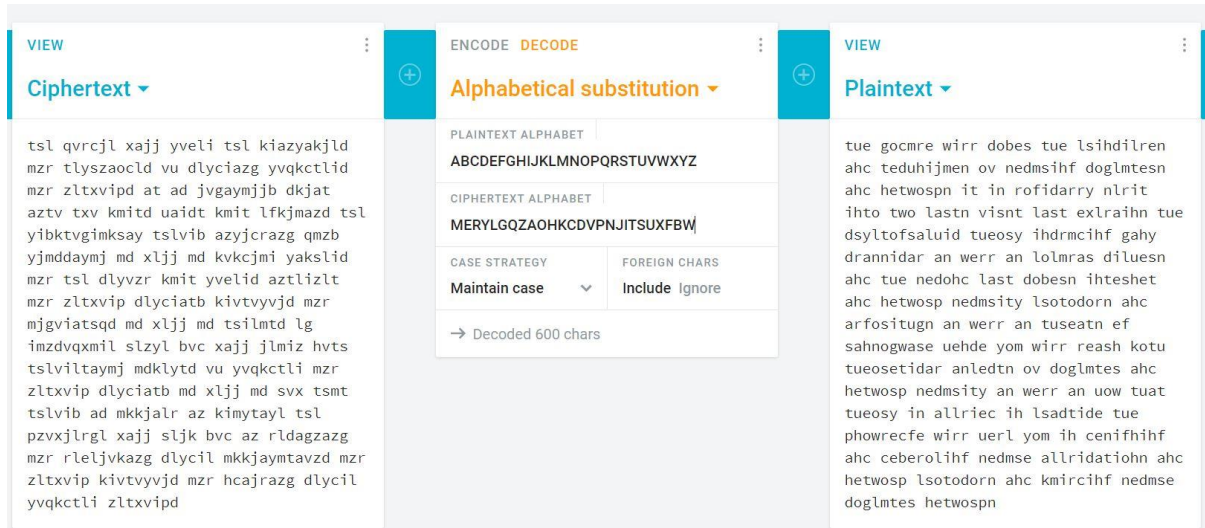 VIEW
Ciphertext
tsl qvrcjl xajj yveli tsl kiazyakjld
mzr tlyszaocld vu dlyciazg yvqkctlid
mzr zltxvipd at ad jvgaymjjb dkjat
aztv txv kmitd uaidt kmit lfkjmazd tsl
yibktvgimksay tslvib azyjcrazg qmzb
yjmddaymj md xljj md kvkcjmi yakslid
mzr tsl dlyvzr kmit yvelid aztlizlt
mzr zltxvip dlyciatb kivtvyvjd mzr
mjgviatsqd md xljj md tsilmtd lg
imzdvqxmil slzyl bvc xajj jlmiz hvts
tslviltaymj mdklytd vu yvqkctli mzr
zltxvip dlyciatb md xljj md svx tsmt
tslvib ad mkkjalr az kimytayl tsl
pzvxjlrgl xajj sljk bvc az rldagzazg
mzr rleljvkazg dlycil mkkjaymtavzd mzr
zltxvip kivtvyvjd mzr hcajrazg dlycil
yvqkctli zltxvipd
ENCODE DECODE
Alphabetical substitution
PLAINTEXT ALPHABET
ABCDEFGHIJKLMNOPQRSTUVWXYZ
CIPHERTEXT ALPHABET
MERYLGQZAOHKCDVPNJITSUXFBW
CASE STRATEGY FOREIGN CHARS
Maintain case Include Ignore
→ Decoded 600 chars
VIEW
Plaintext
tue gocmre wirr dobes tue lsihdilren
ahc teduhijmen ov nedmsihf doglmtesn
ahc hetwospn it in rofidarry nlrit
ihto two lastn visnt last exlraihn tue
dsyltofsaluid tueosy ihdrmcihf gahy
drannidar an werr an lolmras diluesn
ahc tue nedohc last dobesn ihteshet
ahc hetwosp nedmsity lsotodorn ahc
arfositugn an werr an tuseatn ef
sahnogwase uehde yom wirr reash kotu
tueosetidar anledtn ov doglmtes ahc
hetwosp nedmsity an werr an uow tuat
tueosy in allriec ih lsadtide tue
phowrecfe wirr uerl yom ih cenifhihf
ahc ceberolihf nedmse allridatiohn ahc
hetwosp lsotodorn ahc kmircihf nedmse
doglmtes hetwospn